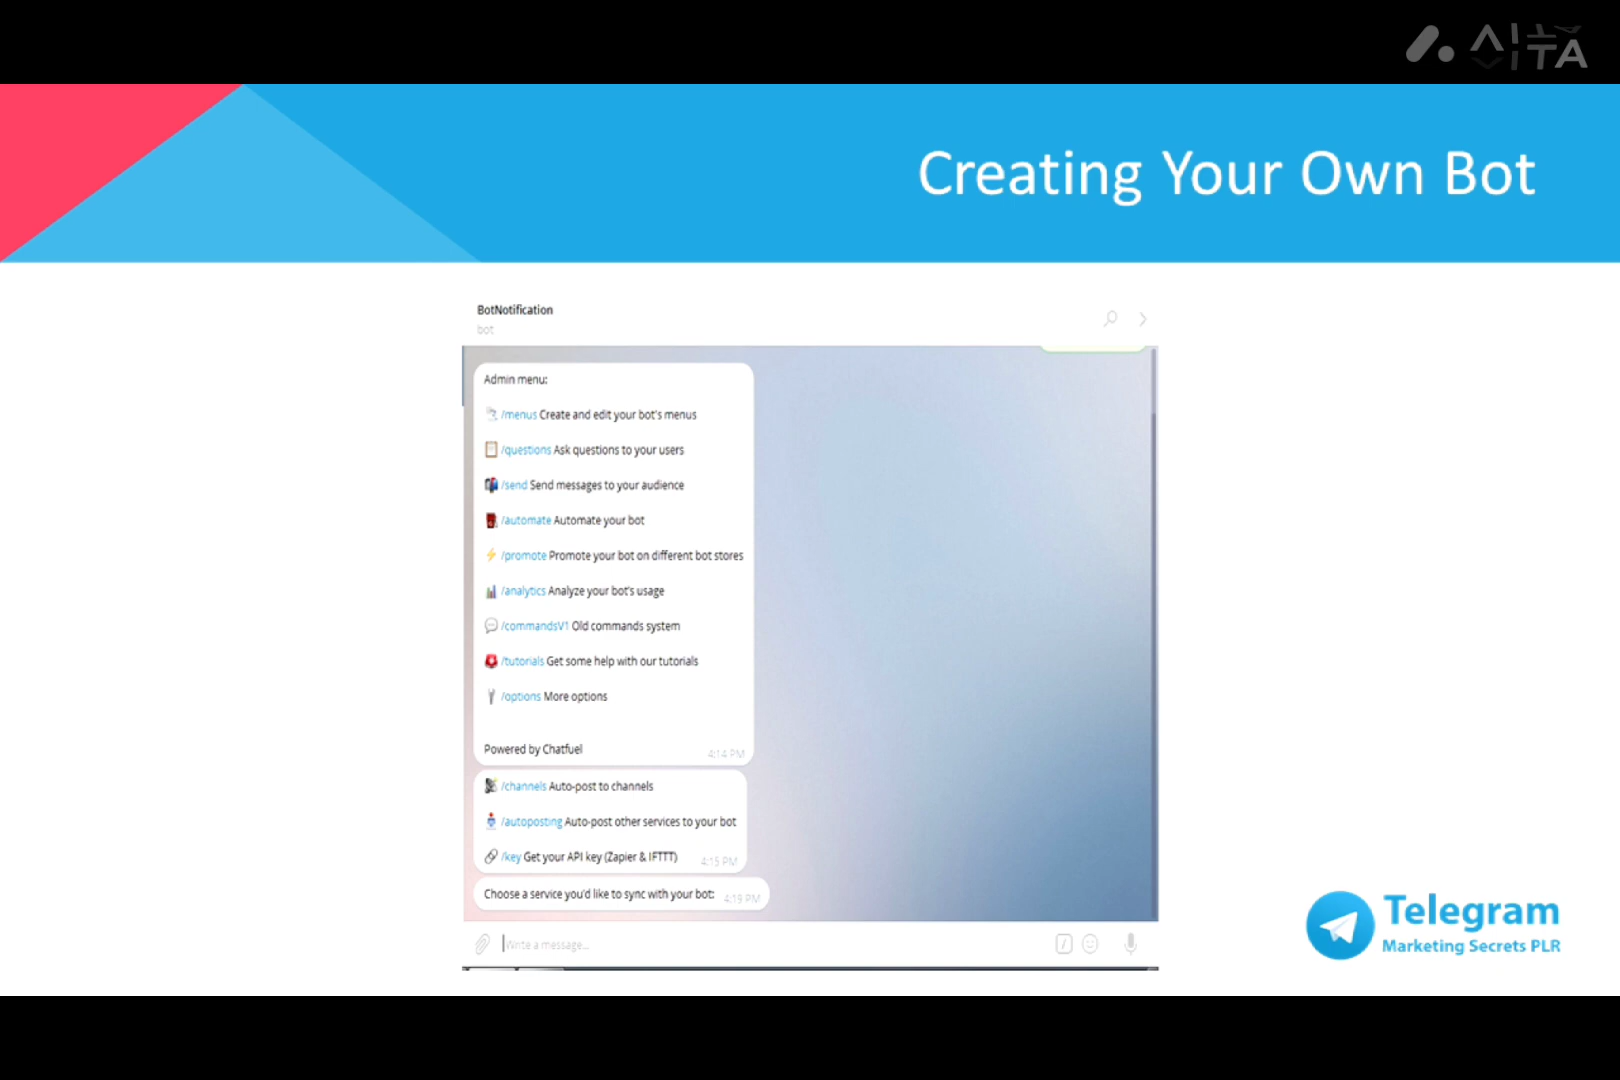 Creating Your Own Bot
BotNotification
bot
Admin menu:
/menus Create and edit your bot's menus
/questions Ask questions to your users
/send Send messages to your audience
/automate Automate your bot
/promote Promote your bot on different bot stores
/analytics Analyze your bot's usage
/commandsV1 Old commands system
/tutorials Get some help with our tutorials
/options More options
Powered by Chatfuel
4:14 PM
/channels Auto-post to channels
/autoposting Auto-post other services to your bot
/key Get your API key (Zapier & IFTTT)
4:15 PM
Choose a service you'd like to sync with your bot:
4:19 PM
Write a message...
Telegram
Marketing Secrets PLR